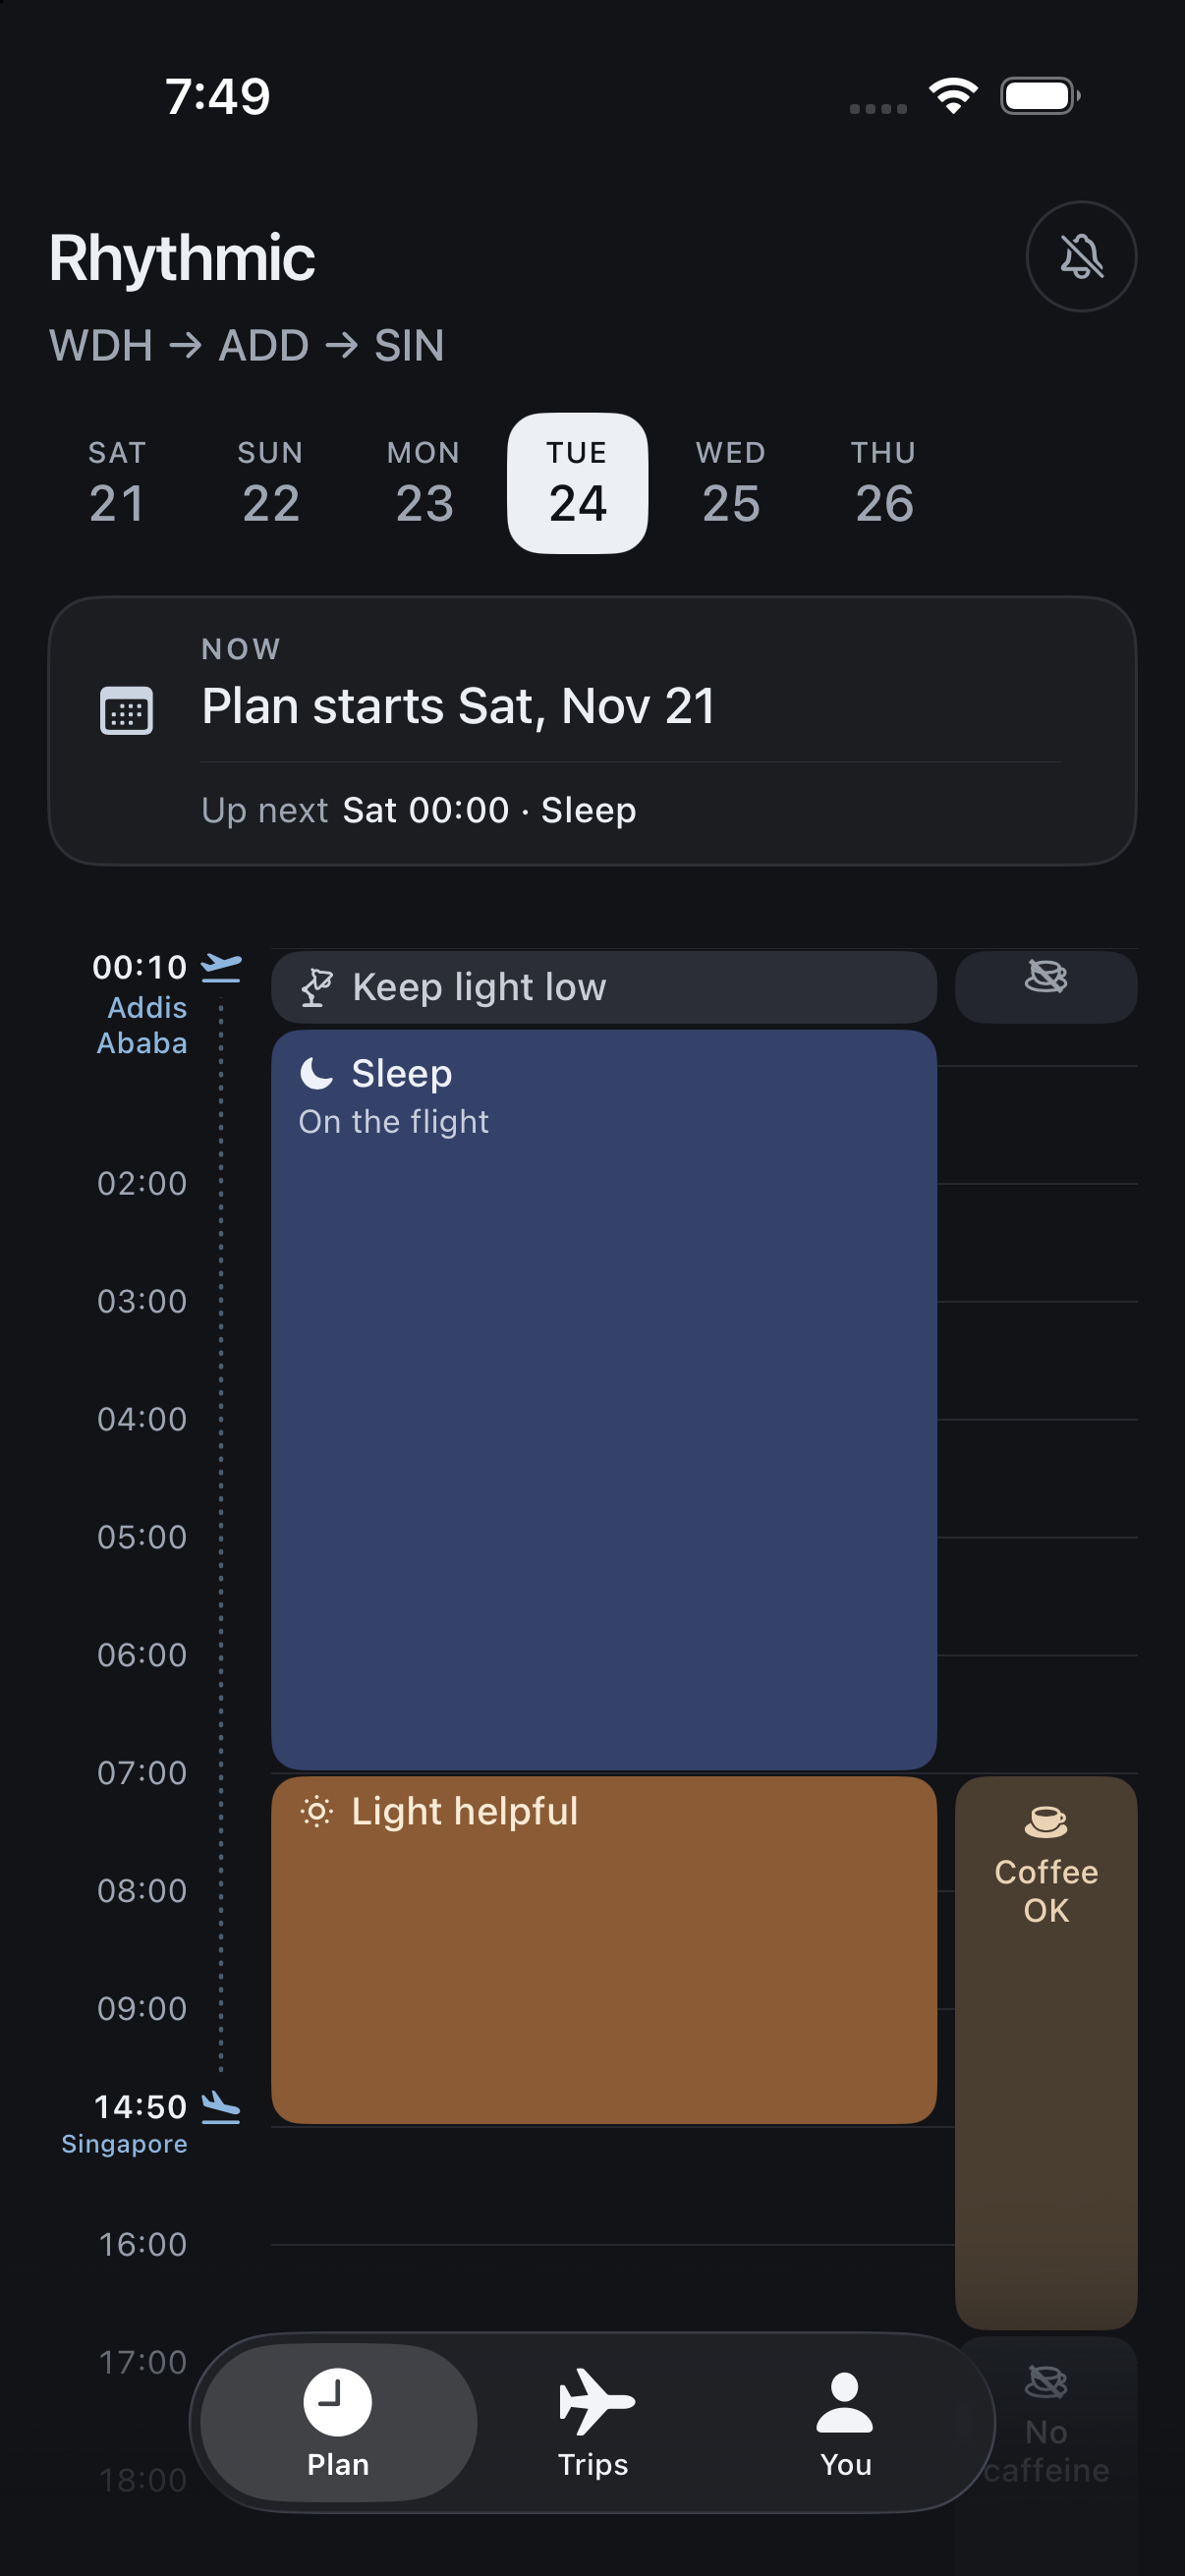 7:49
Rhythmic
WDH → ADD → SIN
SAT SUN MON TUE WED THU
21 22 23 24 25 26
NOW
Plan starts Sat, Nov 21
Up next Sat 00:00 · Sleep
00:10
Addis
Ababa
Keep light low
Sleep
On the flight
02:00
03:00
04:00
05:00
06:00
07:00
Light helpful
Coffee
OK
08:00
09:00
14:50
Singapore
16:00
17:00
No
caffeine
18:00
Plan Trips You